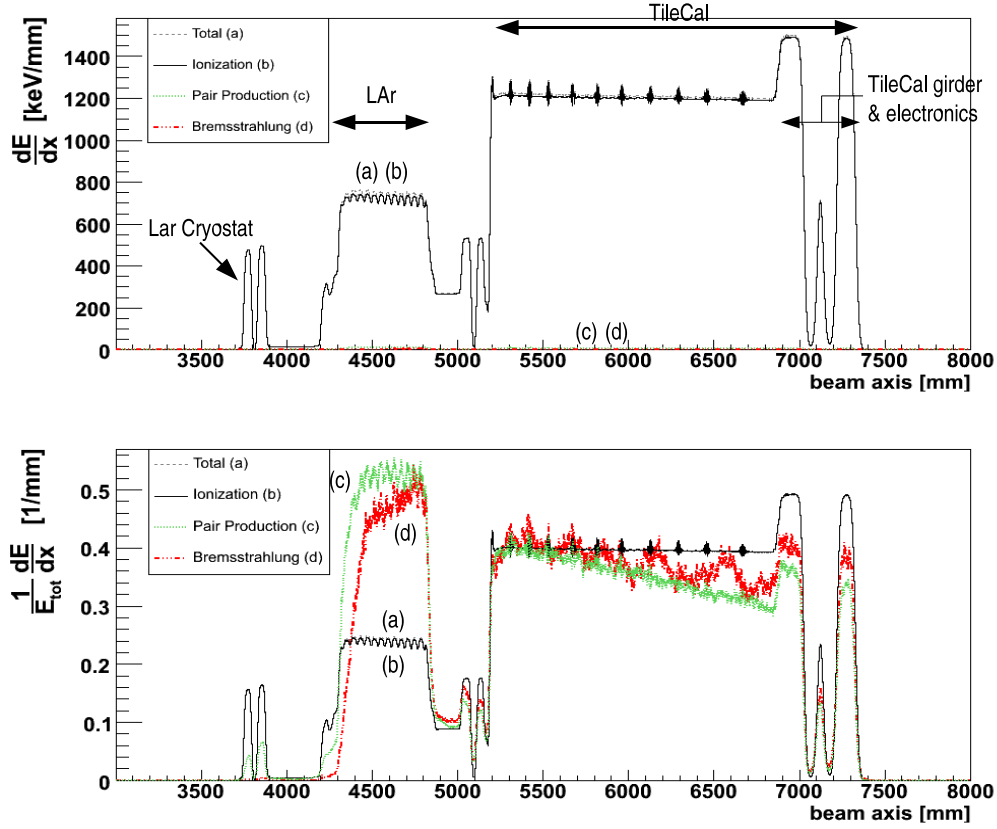 TileCal
Total (a)
Ionization (b)
Pair Production (c)
Bremsstrahlung (d)
LAr
TileCal girder
& electronics
(a) (b)
Lar Cryostat
(c) (d)
dE
dx
[keV/mm]
1400
1200
1000
800
600
400
200
0
3500 4000 4500 5000 5500 6000 6500 7000 7500 8000
beam axis [mm]
Total (a)
Ionization (b)
Pair Production (c)
Bremsstrahlung (d)
(c)
(d)
(a)
(b)
1 dE
Etot dx
[1/mm]
0.5
0.4
0.3
0.2
0.1
0
3500 4000 4500 5000 5500 6000 6500 7000 7500 8000
beam axis [mm]